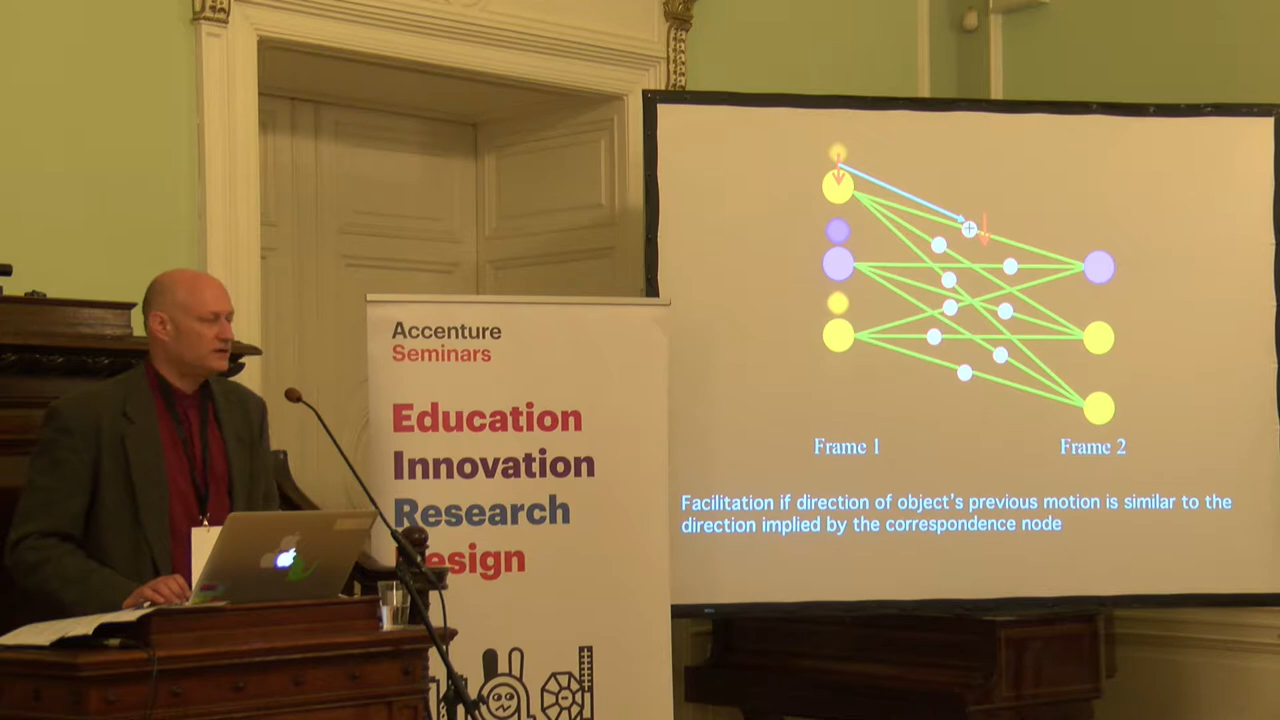 Accenture
Seminars
Education
Innovation
Research
Design
+
Frame 1
Frame 2
Facilitation if direction of object's previous motion is similar to the
direction implied by the correspondence node